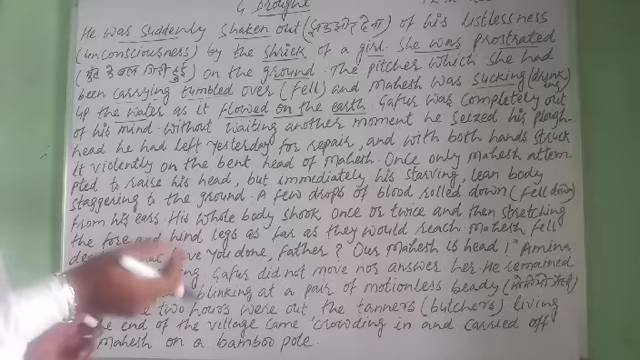 4 Drought
He was suddenly shaken out (झकझोर देना) of his listlessness
(unconsciousness) by the shrick of a girl. She was prostrated
(मुंह के बल गिरी हुई) on the ground. The pitcher which she had
been carrying tumbled over (fell) and Mahesh was sucking (drink
ing) up the water as it flowed on the earth. Gafur was completely out
of his mind. Without waiting another moment he seized his plough-
head he had left yesterday for repair, and with both hands struck
it violently on the bent head of Mahesh. Once only Mahesh attem-
pted to raise his head, but immediately his starving, lean body
staggering to the ground. A few drops of blood rolled down (fell down)
from his ears. His whole body shook once or twice and then stretching
the fore and hind legs as far as they would reach Mahesh fell
have you done, Father? Our Mahesh is head!" Amina
Gafur did not move nor answer her. He remained
blinking at a pair of motionless beady
two hours were out the tanners (butchers) living
end of the village came crowding in and carried off
Mahesh on a bamboo pole.